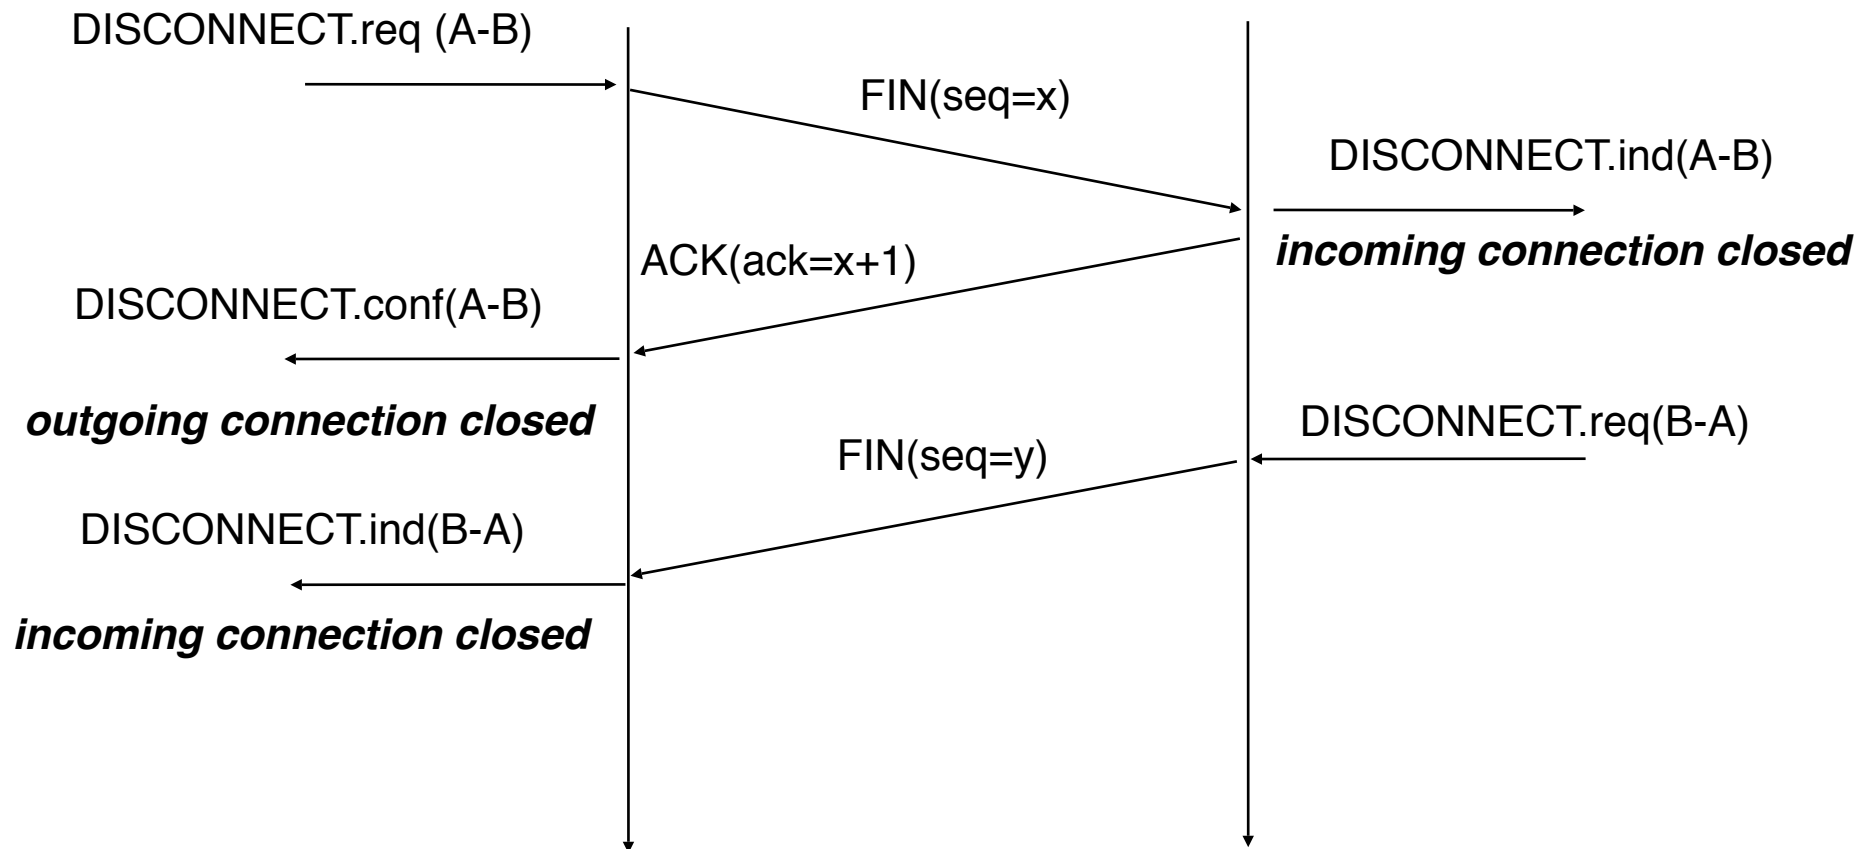 DISCONNECT.req (A-B)
FIN(seq=x)
DISCONNECT.ind(A-B)
incoming connection closed
ACK(ack=x+1)
DISCONNECT.conf(A-B)
outgoing connection closed
DISCONNECT.req(B-A)
FIN(seq=y)
DISCONNECT.ind(B-A)
incoming connection closed